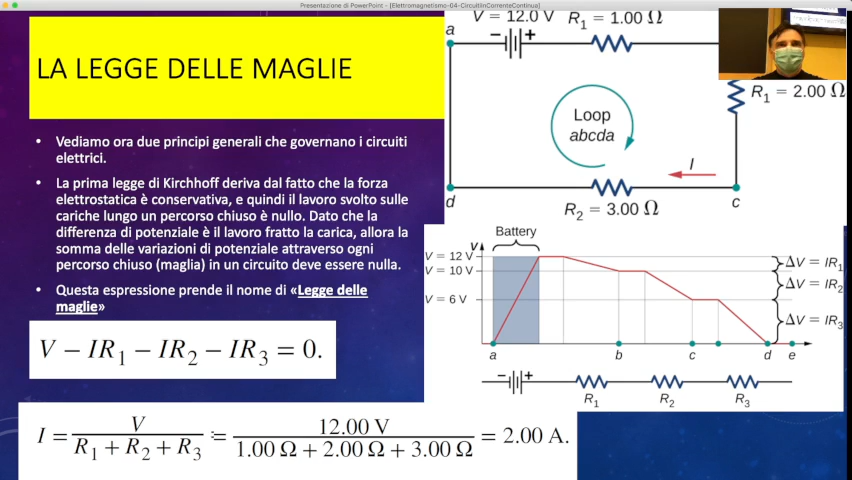 Presentazione di PowerPoint - [Elettromagnetismo-04-CircuitiInCorrenteContinua]
LA LEGGE DELLE MAGLIE
• Vediamo ora due principi generali che governano i circuiti
elettrici.
• La prima legge di Kirchhoff deriva dal fatto che la forza
elettrostatica è conservativa, e quindi il lavoro svolto sulle
cariche lungo un percorso chiuso è nullo. Dato che la
differenza di potenziale è il lavoro fratto la carica, allora la
somma delle variazioni di potenziale attraverso ogni
percorso chiuso (maglia) in un circuito deve essere nulla.
• Questa espressione prende il nome di «Legge delle
maglie»
V − IR₁ − IR₂ − IR₃ = 0.
I = V / (R₁ + R₂ + R₃) = 12.00 V / (1.00 Ω + 2.00 Ω + 3.00 Ω) = 2.00 A.
V = 12.0 V R₁ = 1.00 Ω
a
− +
R₁ = 2.00 Ω
Loop
abcda
I
d
c
R₂ = 3.00 Ω
Battery
V
V = 12 V
V = 10 V
V = 6 V
ΔV = IR₁
ΔV = IR₂
ΔV = IR₃
a b c d e
− +
R₁ R₂ R₃